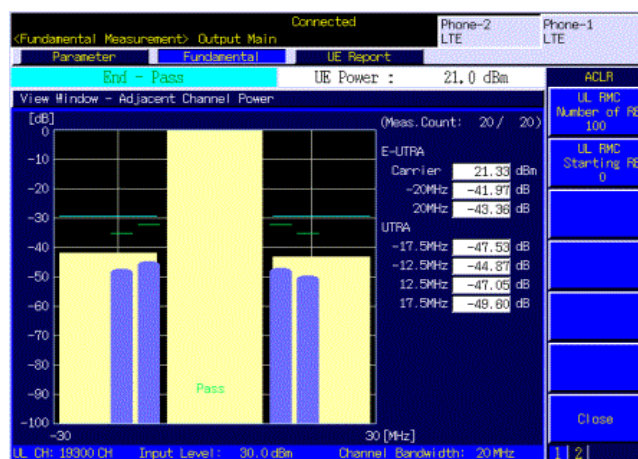 Connected
Phone-2
LTE
Phone-1
LTE
<Fundamental Measurement> Output Main
Parameter
Fundamental
UE Report
End - Pass
UE Power :
21.0 dBm
ACLR
View Window - Adjacent Channel Power
UL RMC
Number of RB
100
[dB]
(Meas.Count: 20/ 20)
UL RMC
Starting RB
0
0
-10
-20
-30
-40
-50
-60
-70
-80
-90
-100
E-UTRA
Carrier 21.33 dBm
-20MHz -41.97 dB
20MHz -43.36 dB
UTRA
-17.5MHz -47.53 dB
-12.5MHz -44.87 dB
12.5MHz -47.05 dB
17.5MHz -49.60 dB
Pass
-30
30 [MHz]
Close
UL CH: 19300 CH
Input Level: 30.0 dBm
Channel Bandwidth: 20 MHz
1 2